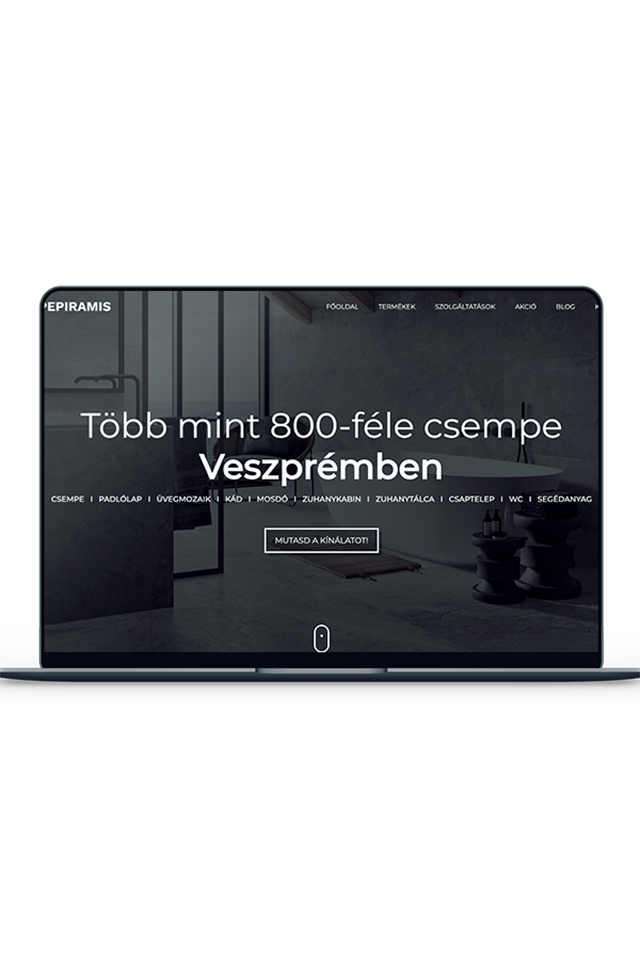 PEPIRAMIS
FŐOLDAL TERMÉKEK SZOLGÁLTATÁSOK AKCIÓ BLOG
Több mint 800-féle csempe
Veszprémben
CSEMPE I PADLÓLAP I ÜVEGMOZAIK I KÁD I MOSDÓ I ZUHANYKABIN I ZUHANYTÁLCA I CSAPTELEP I WC I SEGÉDANYAG
MUTASD A KÍNÁLATOT!